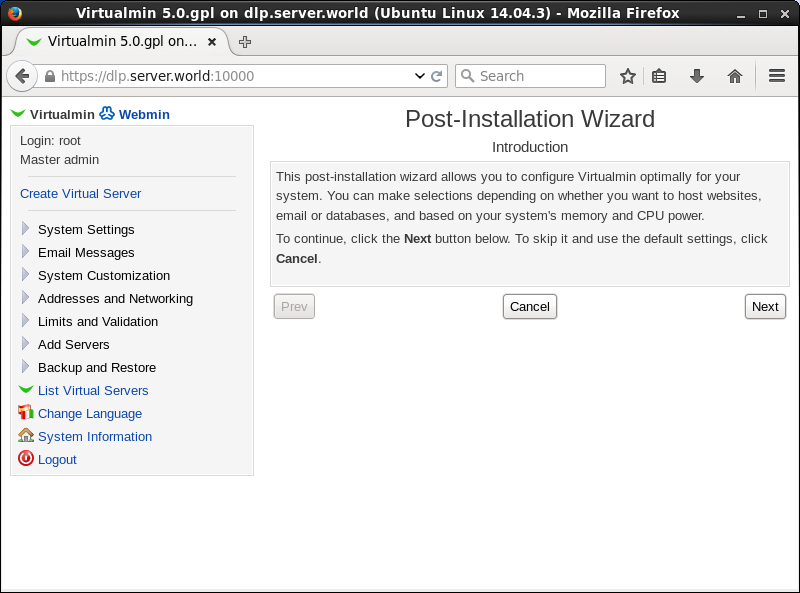 Virtualmin 5.0.gpl on dlp.server.world (Ubuntu Linux 14.04.3) - Mozilla Firefox
Virtualmin 5.0.gpl on...
https://dlp.server.world:10000
Search
Virtualmin Webmin
Login: root
Master admin
Create Virtual Server
System Settings
Email Messages
System Customization
Addresses and Networking
Limits and Validation
Add Servers
Backup and Restore
List Virtual Servers
Change Language
System Information
Logout
Post-Installation Wizard
Introduction
This post-installation wizard allows you to configure Virtualmin optimally for your
system. You can make selections depending on whether you want to host websites,
email or databases, and based on your system's memory and CPU power.
To continue, click the Next button below. To skip it and use the default settings, click
Cancel.
Prev
Cancel
Next